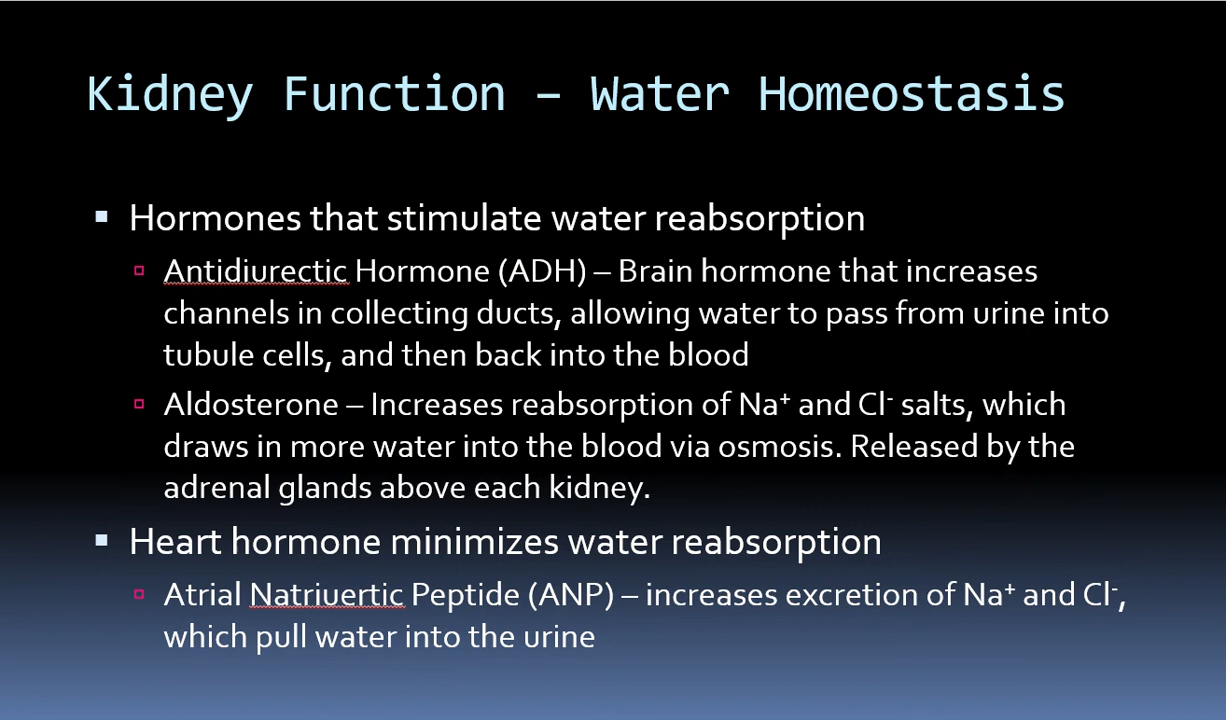 Kidney Function – Water Homeostasis
▪ Hormones that stimulate water reabsorption
▫ Antidiurectic Hormone (ADH) – Brain hormone that increases
channels in collecting ducts, allowing water to pass from urine into
tubule cells, and then back into the blood
▫ Aldosterone – Increases reabsorption of Na⁺ and Cl⁻ salts, which
draws in more water into the blood via osmosis. Released by the
adrenal glands above each kidney.
▪ Heart hormone minimizes water reabsorption
▫ Atrial Natriuertic Peptide (ANP) – increases excretion of Na⁺ and Cl⁻,
which pull water into the urine